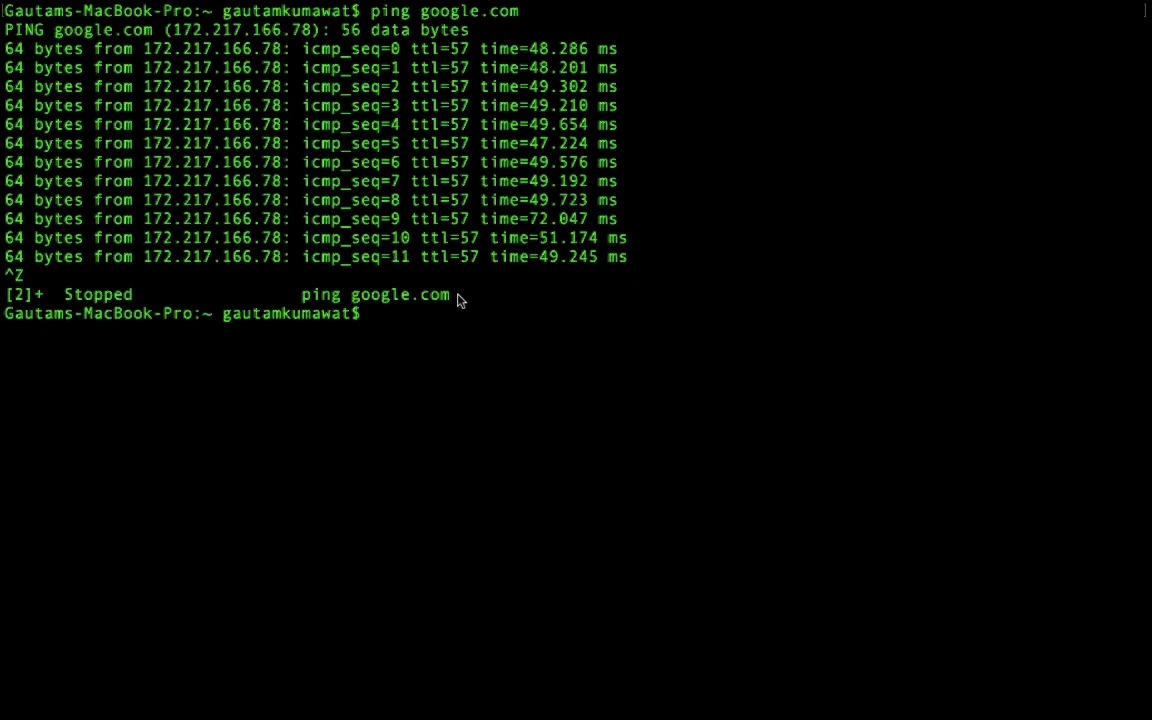 Gautams-MacBook-Pro:~ gautamkumawat$ ping google.com
PING google.com (172.217.166.78): 56 data bytes
64 bytes from 172.217.166.78: icmp_seq=0 ttl=57 time=48.286 ms
64 bytes from 172.217.166.78: icmp_seq=1 ttl=57 time=48.201 ms
64 bytes from 172.217.166.78: icmp_seq=2 ttl=57 time=49.302 ms
64 bytes from 172.217.166.78: icmp_seq=3 ttl=57 time=49.210 ms
64 bytes from 172.217.166.78: icmp_seq=4 ttl=57 time=49.654 ms
64 bytes from 172.217.166.78: icmp_seq=5 ttl=57 time=47.224 ms
64 bytes from 172.217.166.78: icmp_seq=6 ttl=57 time=49.576 ms
64 bytes from 172.217.166.78: icmp_seq=7 ttl=57 time=49.192 ms
64 bytes from 172.217.166.78: icmp_seq=8 ttl=57 time=49.723 ms
64 bytes from 172.217.166.78: icmp_seq=9 ttl=57 time=72.047 ms
64 bytes from 172.217.166.78: icmp_seq=10 ttl=57 time=51.174 ms
64 bytes from 172.217.166.78: icmp_seq=11 ttl=57 time=49.245 ms
^Z
[2]+  Stopped                 ping google.com
Gautams-MacBook-Pro:~ gautamkumawat$